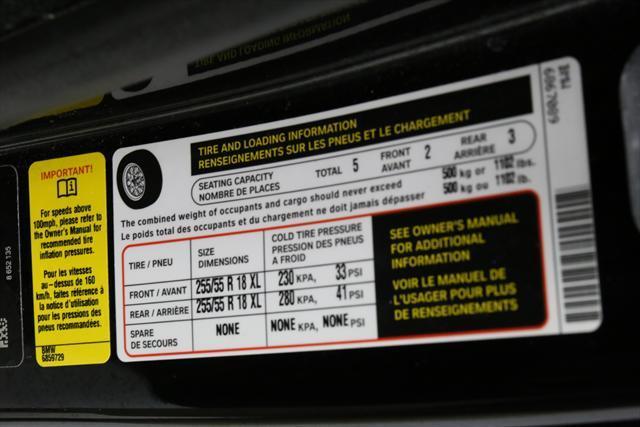 TIRE AND LOADING INFORMATION
TIRE AND LOADING INFORMATION
RENSEIGNEMENTS SUR LES PNEUS ET LE CHARGEMENT
SEATING CAPACITY
NOMBRE DE PLACES
TOTAL 5
FRONT
AVANT 2
REAR
ARRIÈRE 3
The combined weight of occupants and cargo should never exceed 500 kg or 1102 lbs.
Le poids total des occupants et du chargement ne doit jamais dépasser 500 kg ou 1102 lb.
TIRE / PNEU
SIZE
DIMENSIONS
COLD TIRE PRESSURE
PRESSION DES PNEUS
A FROID
FRONT / AVANT 255/55 R 18 XL 230 KPA, 33 PSI
REAR / ARRIÈRE 255/55 R 18 XL 280 KPA, 41 PSI
SPARE
DE SECOURS
NONE NONE KPA, NONE PSI
SEE OWNER'S MANUAL
FOR ADDITIONAL
INFORMATION
VOIR LE MANUEL DE
L'USAGER POUR PLUS
DE RENSEIGNEMENTS
BMW
6867009
IMPORTANT!
For speeds above
100mph, please refer to
the Owner's Manual for
recommended tire
inflation pressures.
Pour les vitesses
au-dessus de 160
km/h, faites référence à
la notice d'utilisation
pour les pressions des
pneus recommandées.
BMW
6859729
8 652 135